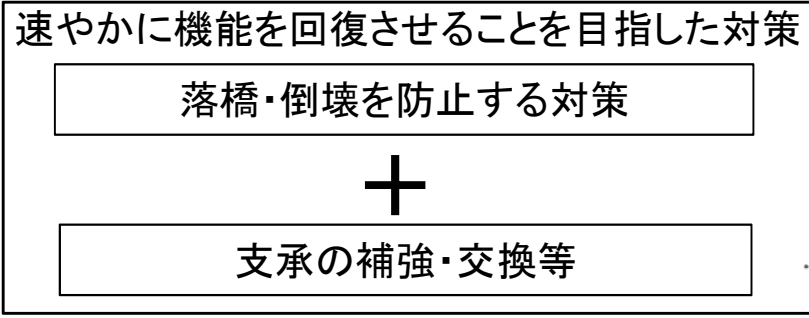 速やかに機能を回復させることを目指した対策
落橋・倒壊を防止する対策
＋
支承の補強・交換等